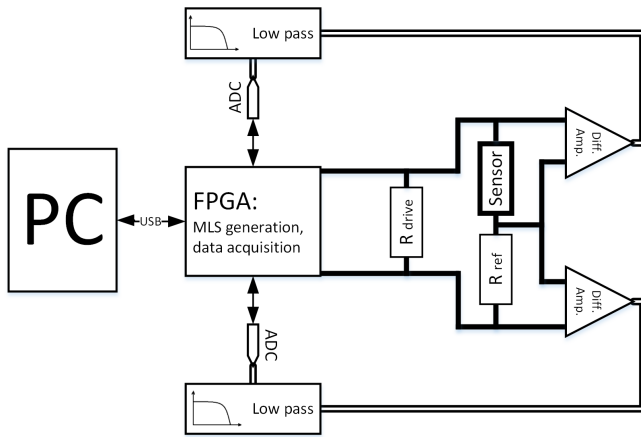 Low pass
ADC
Diff.
Amp.
Sensor
PC
USB
FPGA:
MLS generation,
data acquisition
R drive
R ref
Diff.
Amp.
ADC
Low pass